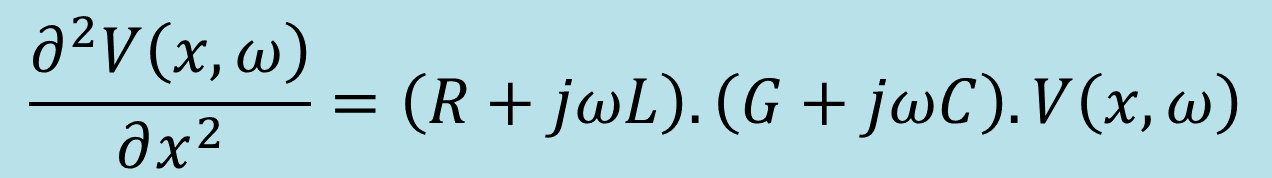 ∂²V(x, ω)/∂x² = (R + jωL). (G + jωC). V(x, ω)